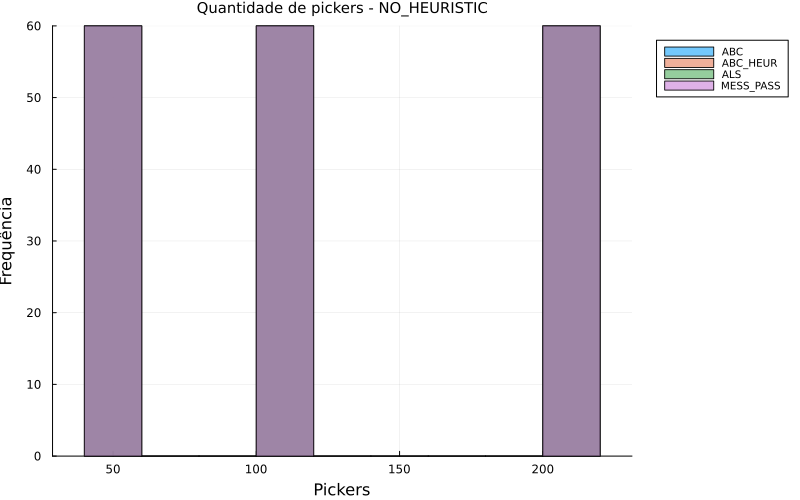 Quantidade de pickers - NO_HEURISTIC
ABC
ABC_HEUR
ALS
MESS_PASS
Frequência
60
50
40
30
20
10
0
50 100 150 200
Pickers